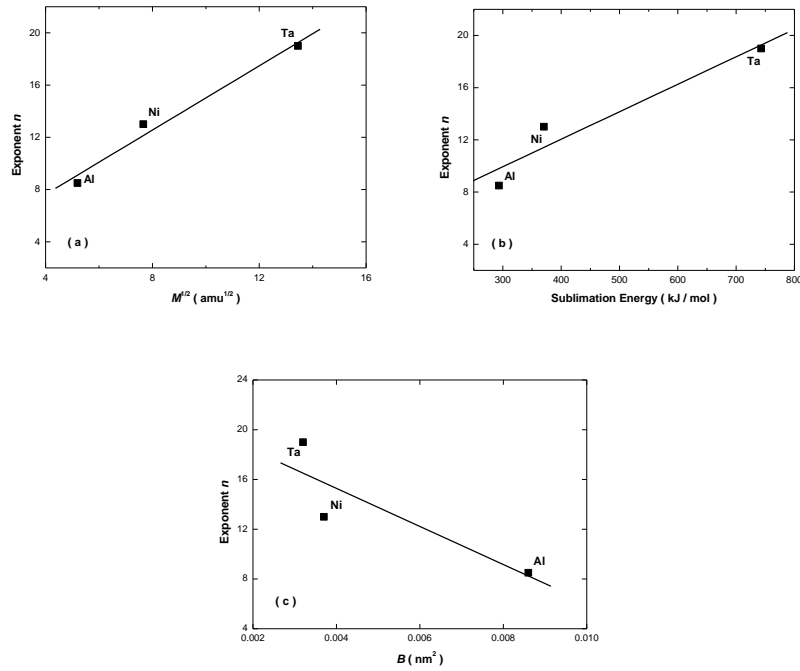 20
16
12
8
4
Exponent n
Ta
Ni
Al
( a )
4 8 12 16
M^1/2 ( amu^1/2 )
20
16
12
8
4
Exponent n
( b )
Ta
Ni
Al
300 400 500 600 700 800
Sublimation Energy ( kJ / mol )
24
20
16
12
8
4
Exponent n
Ta
Ni
Al
( c )
0.002 0.004 0.006 0.008 0.010
B ( nm² )